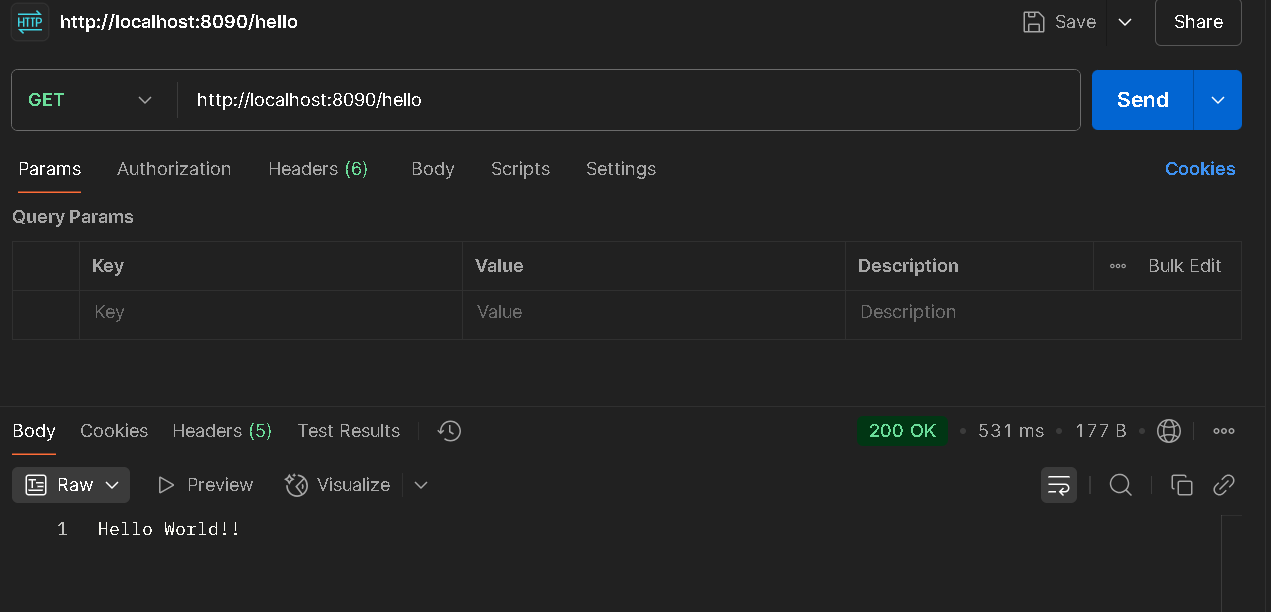 HTTP http://localhost:8090/hello Save Share
GET http://localhost:8090/hello Send
Params Authorization Headers (6) Body Scripts Settings Cookies
Query Params
Key Value Description Bulk Edit
Key Value Description
Body Cookies Headers (5) Test Results 200 OK • 531 ms • 177 B •
Raw Preview Visualize
1 Hello World!!